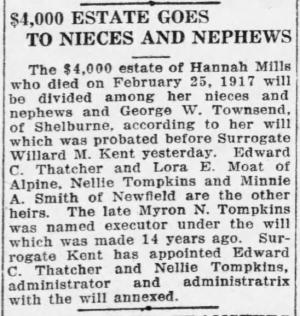 $4,000 ESTATE GOES
TO NIECES AND NEPHEWS
The $4,000 estate of Hannah Mills
who died on February 25, 1917 will
be divided among her nieces and
nephews and George W. Townsend,
of Shelburne, according to her will
which was probated before Surrogate
Willard M. Kent yesterday. Edward
C. Thatcher and Lora E. Moat of
Alpine, Nellie Tompkins and Minnie
A. Smith of Newfield are the other
heirs. The late Myron N. Tompkins
was named executor under the will
which was made 14 years ago. Sur-
rogate Kent has appointed Edward
C. Thatcher and Nellie Tompkins,
administrator and administratrix
with the will annexed.